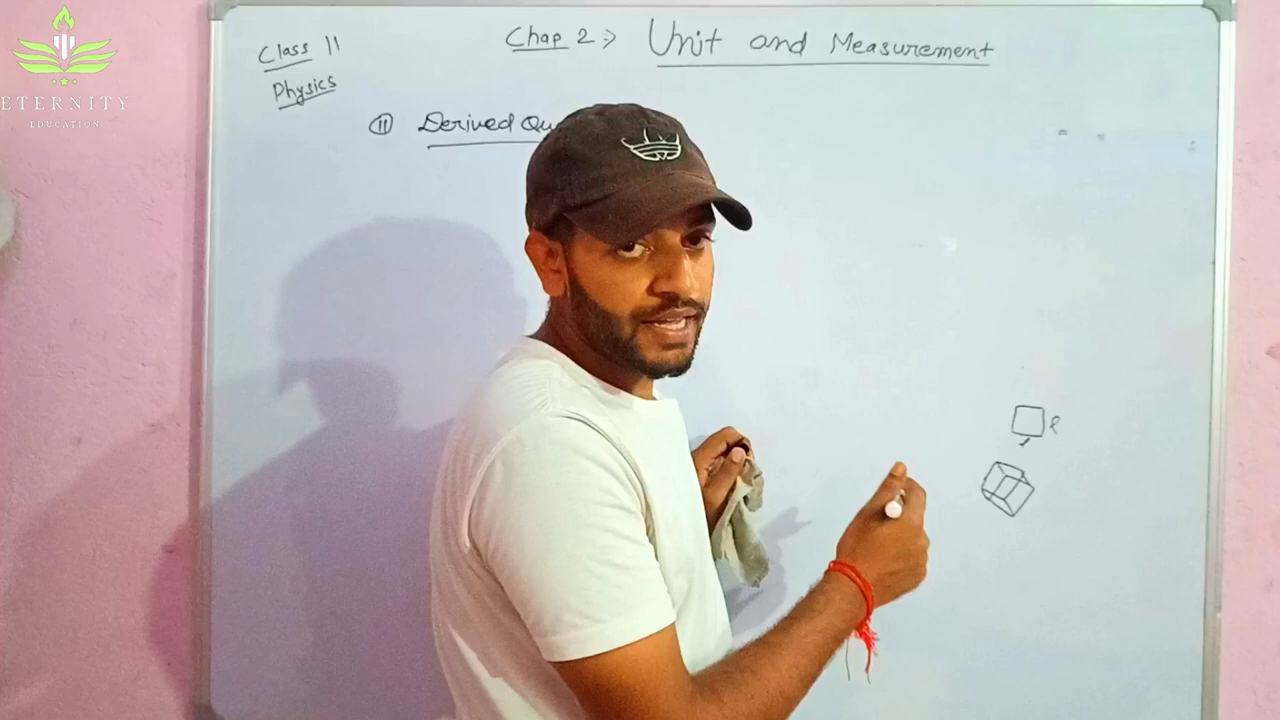 ETERNITY
EDUCATION
Class 11
Physics
Chap 2 :→ Unit and Measurement
(11) Derived Qu
l